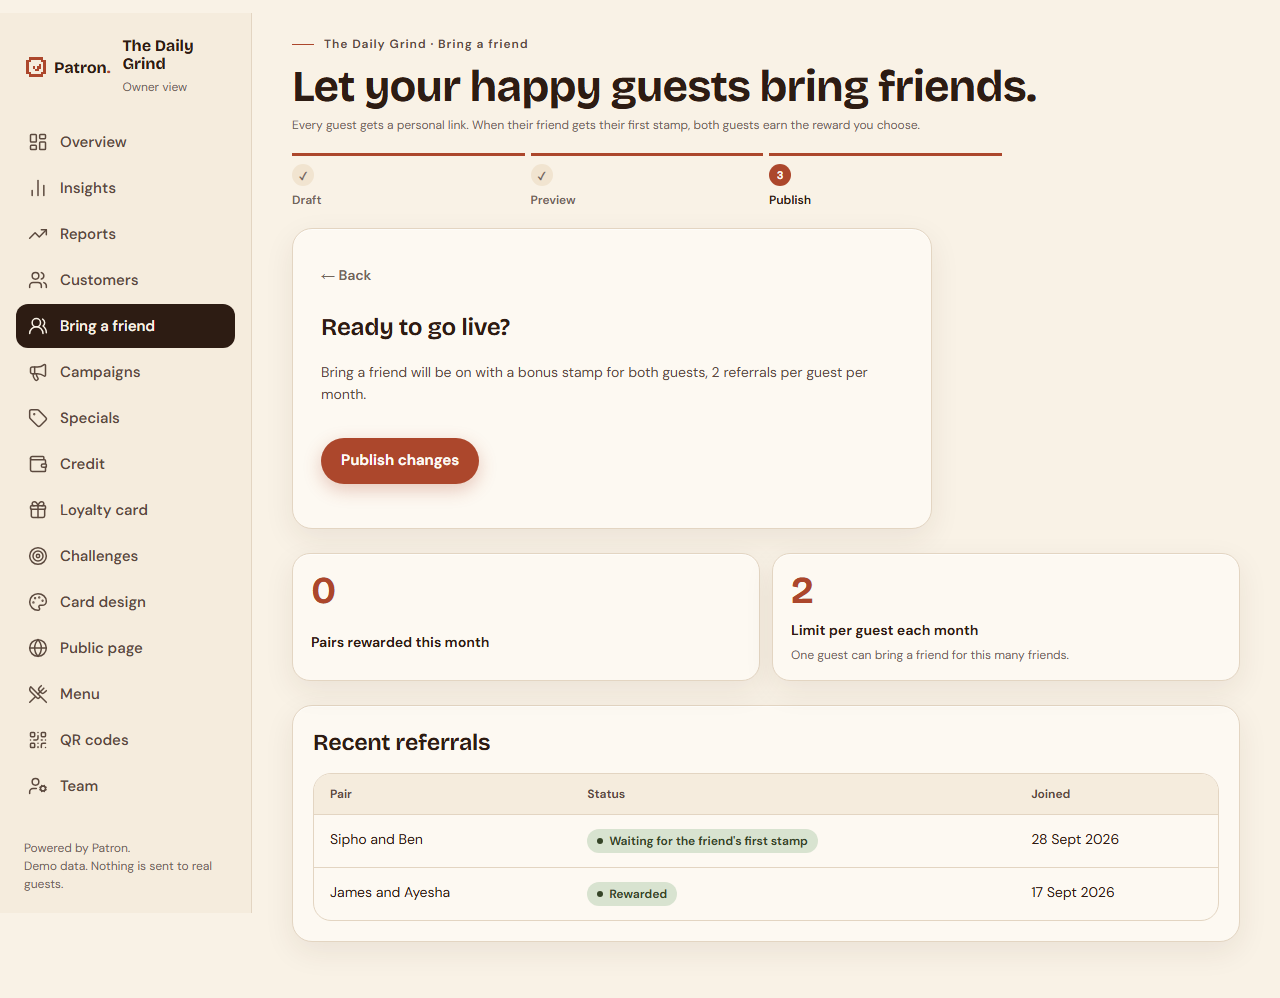 Patron.
The Daily
Grind
Owner view
Overview
Insights
Reports
Customers
Bring a friend
Campaigns
Specials
Credit
Loyalty card
Challenges
Card design
Public page
Menu
QR codes
Team
Powered by Patron.
Demo data. Nothing is sent to real
guests.
The Daily Grind · Bring a friend
Let your happy guests bring friends.
Every guest gets a personal link. When their friend gets their first stamp, both guests earn the reward you choose.
✓ ✓ 3
Draft Preview Publish
← Back
Ready to go live?
Bring a friend will be on with a bonus stamp for both guests, 2 referrals per guest per
month.
Publish changes
0
Pairs rewarded this month
2
Limit per guest each month
One guest can bring a friend for this many friends.
Recent referrals
Pair Status Joined
Sipho and Ben Waiting for the friend's first stamp 28 Sept 2026
James and Ayesha Rewarded 17 Sept 2026